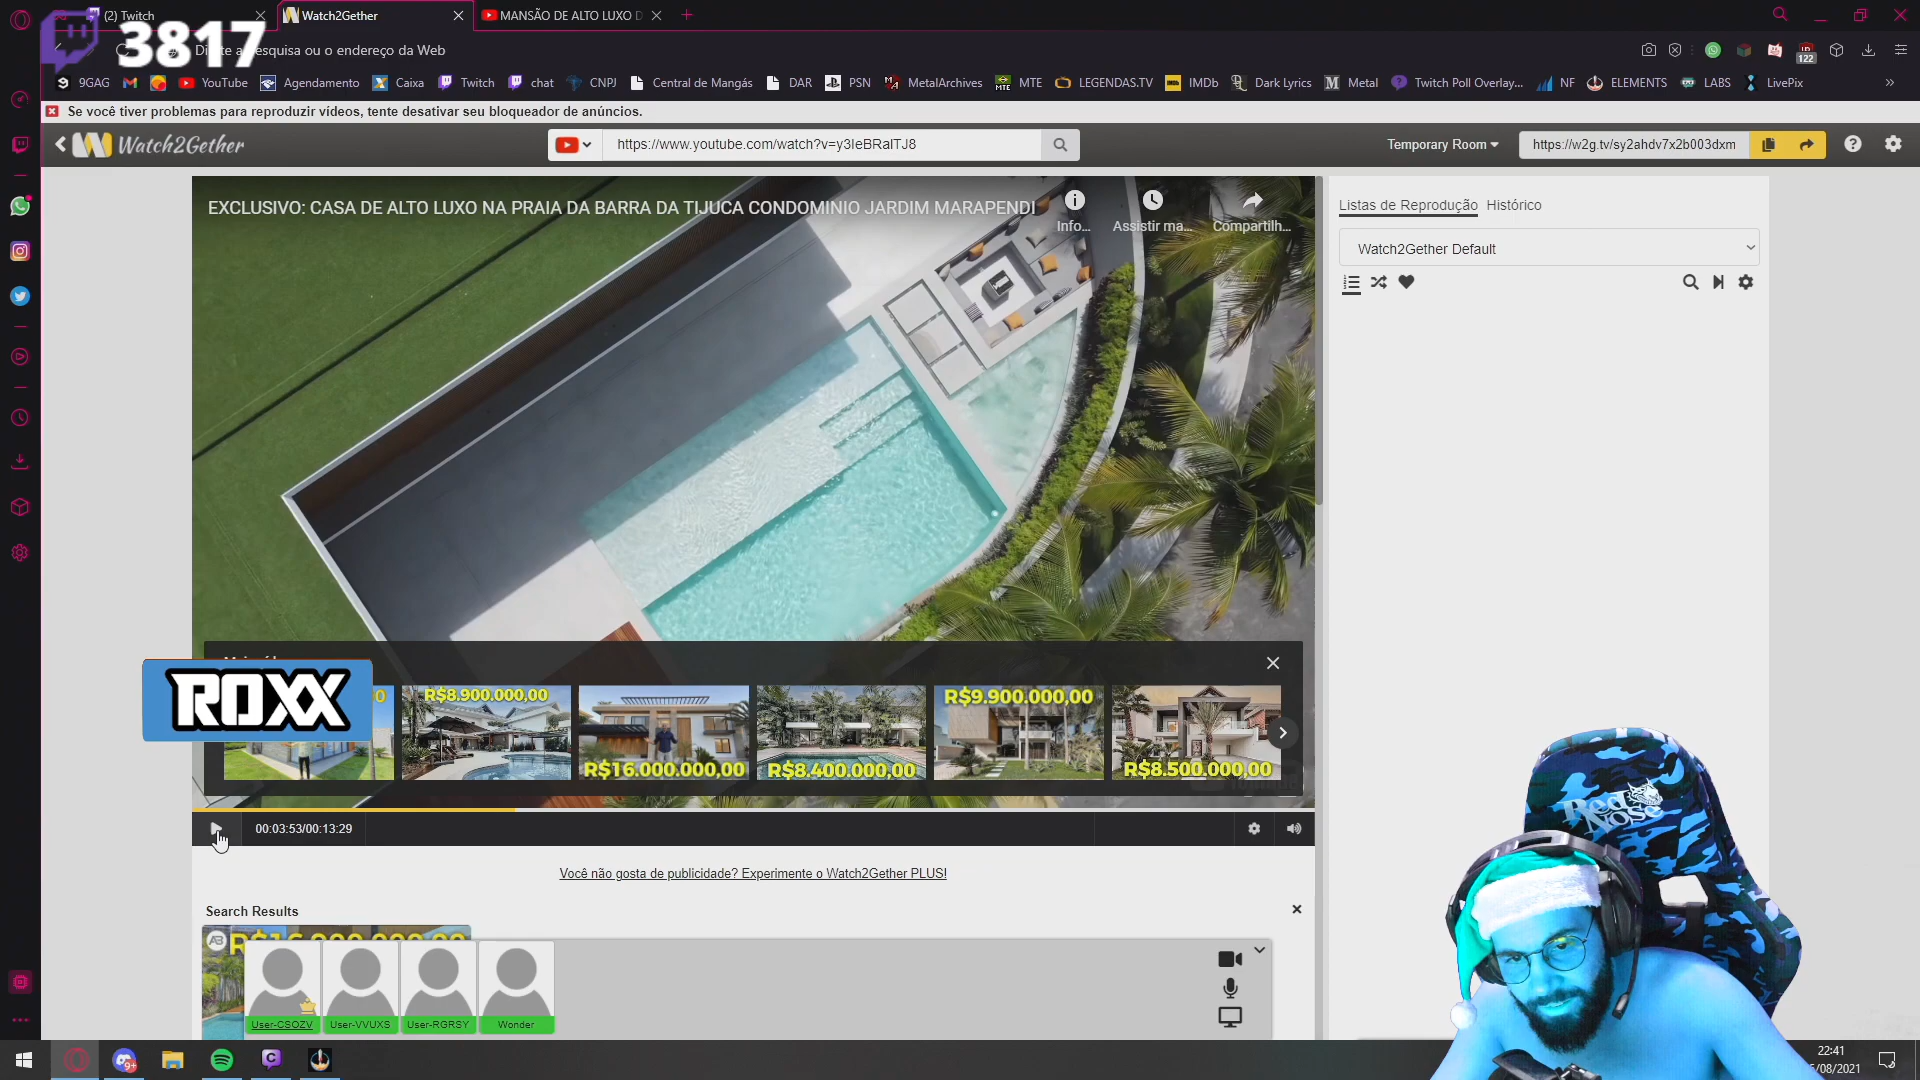 (2) Twitch
Watch2Gether
MANSÃO DE ALTO LUXO D
3817
esquisa ou o endereço da Web
122
9GAG
YouTube
Agendamento
Caixa
Twitch
chat
CNPJ
Central de Mangás
DAR
PSN
MetalArchives
MTE
LEGENDAS.TV
IMDb
Dark Lyrics
Metal
Twitch Poll Overlay...
NF
ELEMENTS
LABS
LivePix
Se você tiver problemas para reproduzir vídeos, tente desativar seu bloqueador de anúncios.
Watch2Gether
https://www.youtube.com/watch?v=y3IeBRaITJ8
Temporary Room
https://w2g.tv/sy2ahdv7x2b003dxm
EXCLUSIVO: CASA DE ALTO LUXO NA PRAIA DA BARRA DA TIJUCA CONDOMINIO JARDIM MARAPENDI
Info...
Assistir ma...
Compartilh...
Listas de Reprodução
Histórico
Watch2Gether Default
ROXX
R$8.900.000,00
R$16.000.000,00
R$8.400.000,00
R$9.900.000,00
R$8.500.000,00
00:03:53/00:13:29
Você não gosta de publicidade? Experimente o Watch2Gether PLUS!
Search Results
User-CSOZV
User-VVUXS
User-RGRSY
Wonder
RedNose
9+
22:41
/08/2021